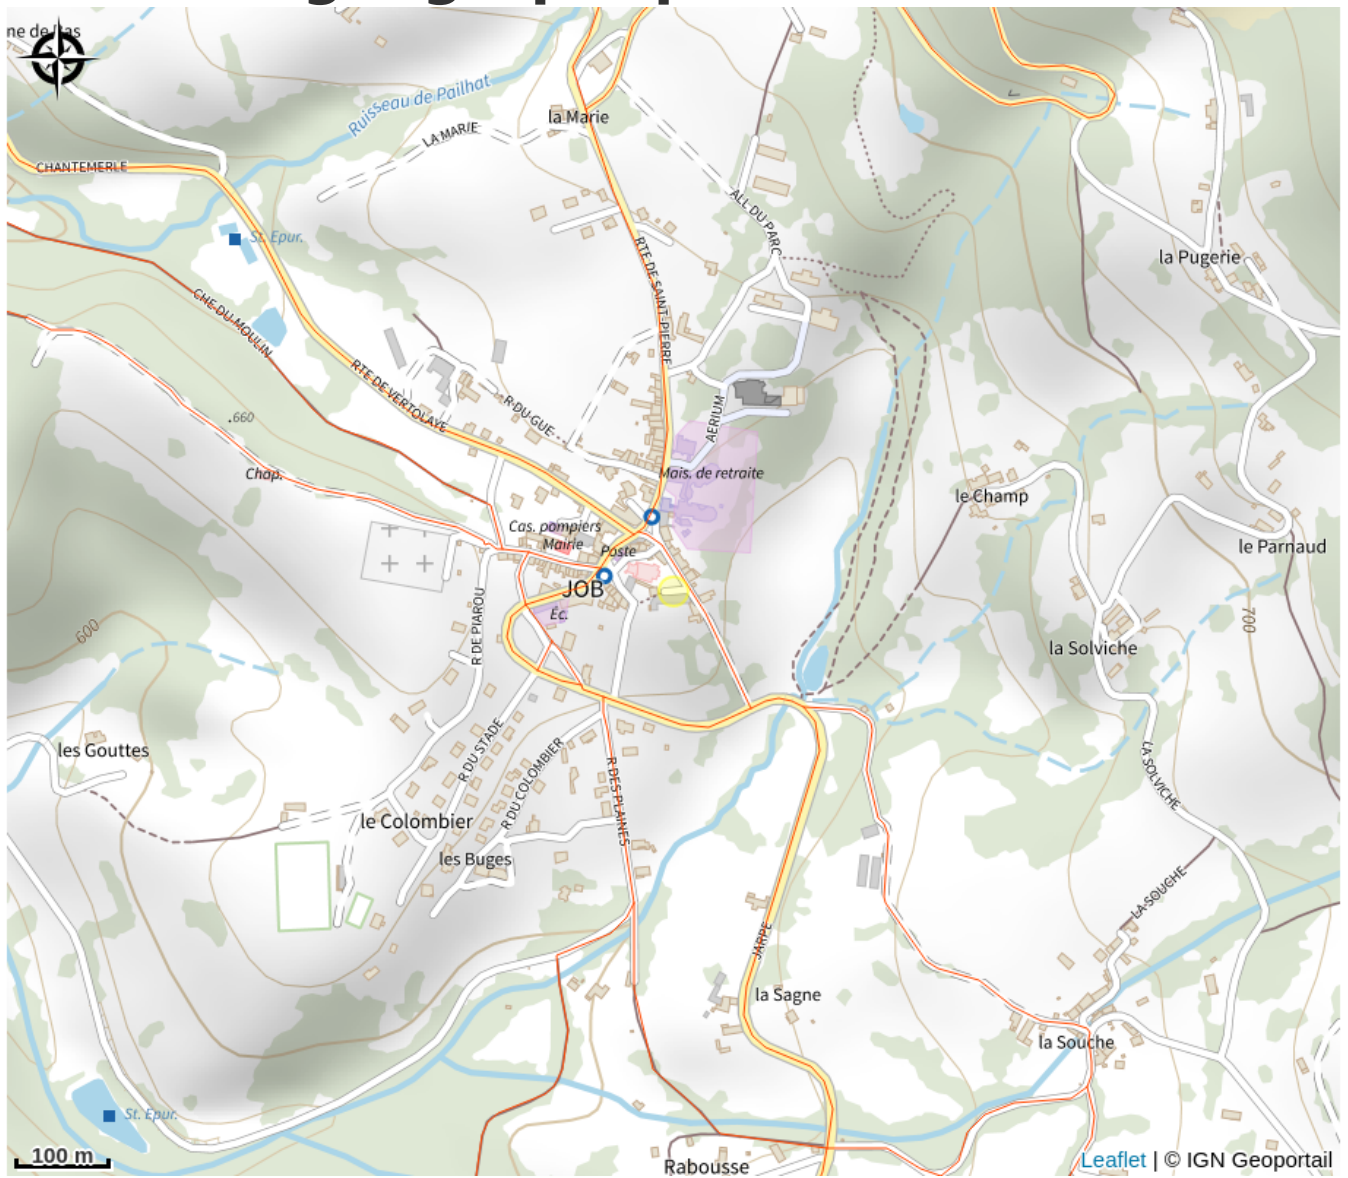 ne de Bas
Ruisseau de Pailhat
la Marie
LA MARIE
CHANTEMERLE
ALL DU PARC
St. Epur.
RTE DE SAINT-PIERRE
la Pugerie
CHE DU MOULIN
RTE DE VERTOLAYE
R DU GUE
AERIUM
.660
Chap.
Mais. de retraite
le Champ
Cas. pompiers
Mairie
Poste
le Parnaud
JOB
Éc.
R DE PIAROU
600
700
la Solviche
les Gouttes
R DU STADE
R DU COLOMBIER
R DES PLAINES
LA SOLVICHE
le Colombier
les Buges
LA SOUCHE
JARPE
la Sagne
la Souche
St. Epur.
100 m
Rabousse
Leaflet | © IGN Geoportail